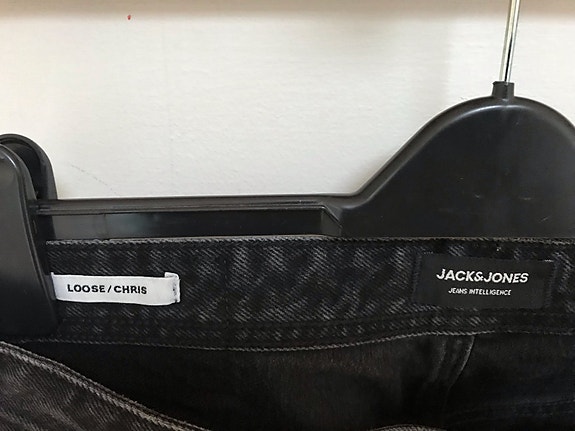 LOOSE / CHRIS
JACK&JONES
JEANS INTELLIGENCE